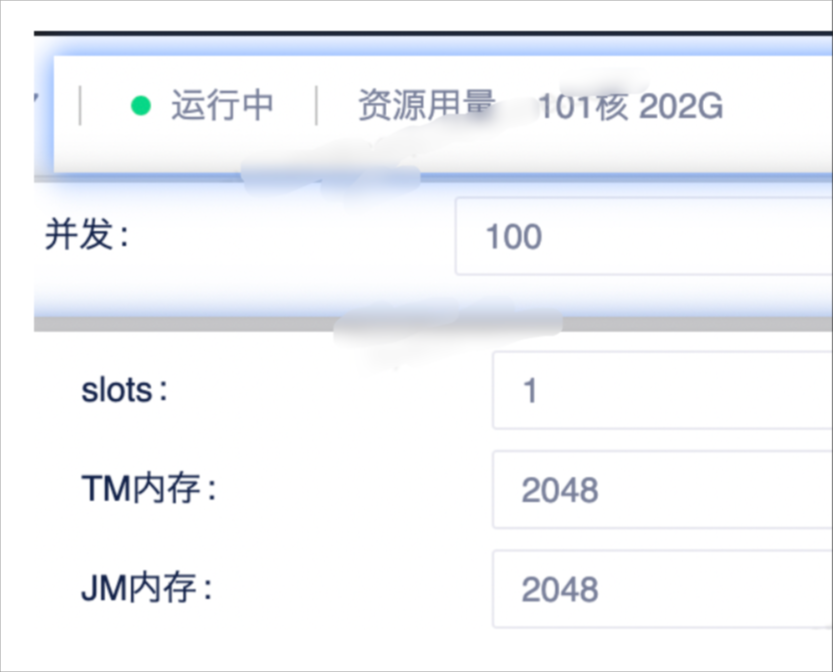 运行中 资源用量 101核 202G
并发: 100
slots: 1
TM内存: 2048
JM内存: 2048